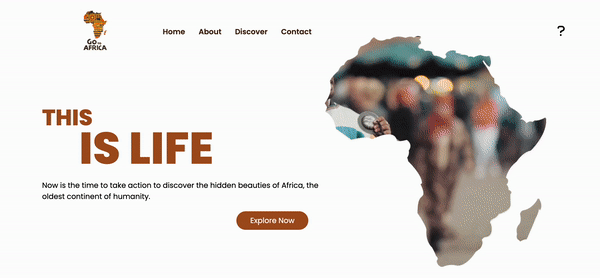 GO
AFRICA
Home
About
Discover
Contact
?
THIS
IS LIFE
Now is the time to take action to discover the hidden beauties of Africa, the
oldest continent of humanity.
Explore Now